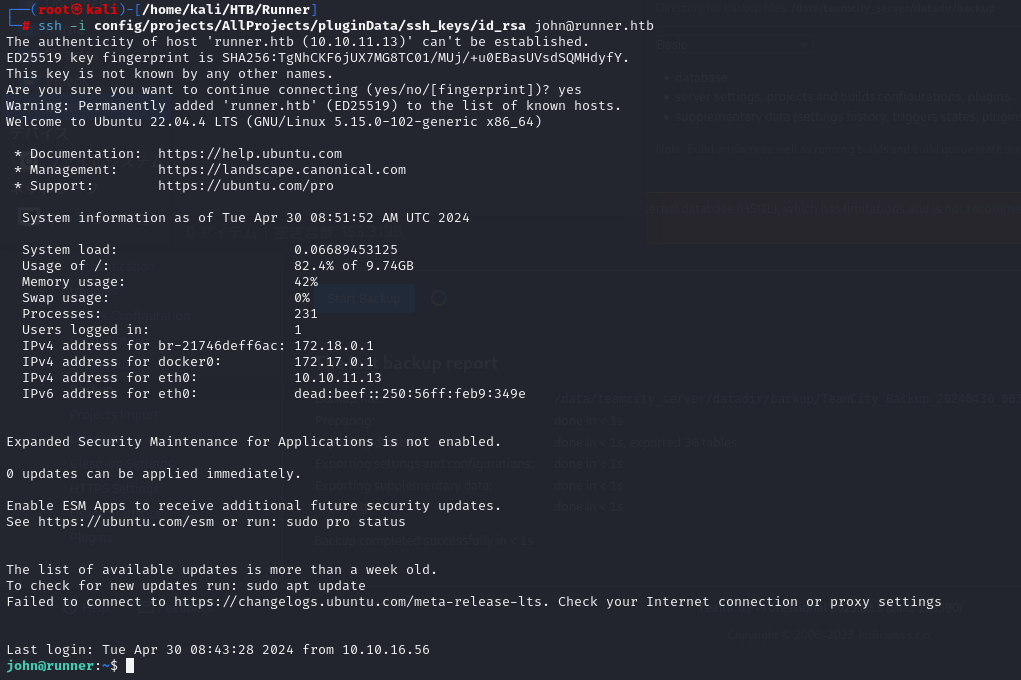 ┌──(root㉿kali)-[/home/kali/HTB/Runner]
└─# ssh -i config/projects/AllProjects/pluginData/ssh_keys/id_rsa john@runner.htb
The authenticity of host 'runner.htb (10.10.11.13)' can't be established.
ED25519 key fingerprint is SHA256:TgNhCKF6jUX7MG8TC01/MUj/+u0EBasUVsdSQMHdyfY.
This key is not known by any other names.
Are you sure you want to continue connecting (yes/no/[fingerprint])? yes
Warning: Permanently added 'runner.htb' (ED25519) to the list of known hosts.
Welcome to Ubuntu 22.04.4 LTS (GNU/Linux 5.15.0-102-generic x86_64)
* Documentation:  https://help.ubuntu.com
* Management:     https://landscape.canonical.com
* Support:        https://ubuntu.com/pro
System information as of Tue Apr 30 08:51:52 AM UTC 2024
System load:                      0.06689453125
Usage of /:                       82.4% of 9.74GB
Memory usage:                     42%
Swap usage:                       0%
Processes:                        231
Users logged in:                  1
IPv4 address for br-21746deff6ac: 172.18.0.1
IPv4 address for docker0:         172.17.0.1
IPv4 address for eth0:            10.10.11.13
IPv6 address for eth0:            dead:beef::250:56ff:feb9:349e
Expanded Security Maintenance for Applications is not enabled.
0 updates can be applied immediately.
Enable ESM Apps to receive additional future security updates.
See https://ubuntu.com/esm or run: sudo pro status
The list of available updates is more than a week old.
To check for new updates run: sudo apt update
Failed to connect to https://changelogs.ubuntu.com/meta-release-lts. Check your Internet connection or proxy settings
Last login: Tue Apr 30 08:43:28 2024 from 10.10.16.56
john@runner:~$
Basic
Start Backup
backup report